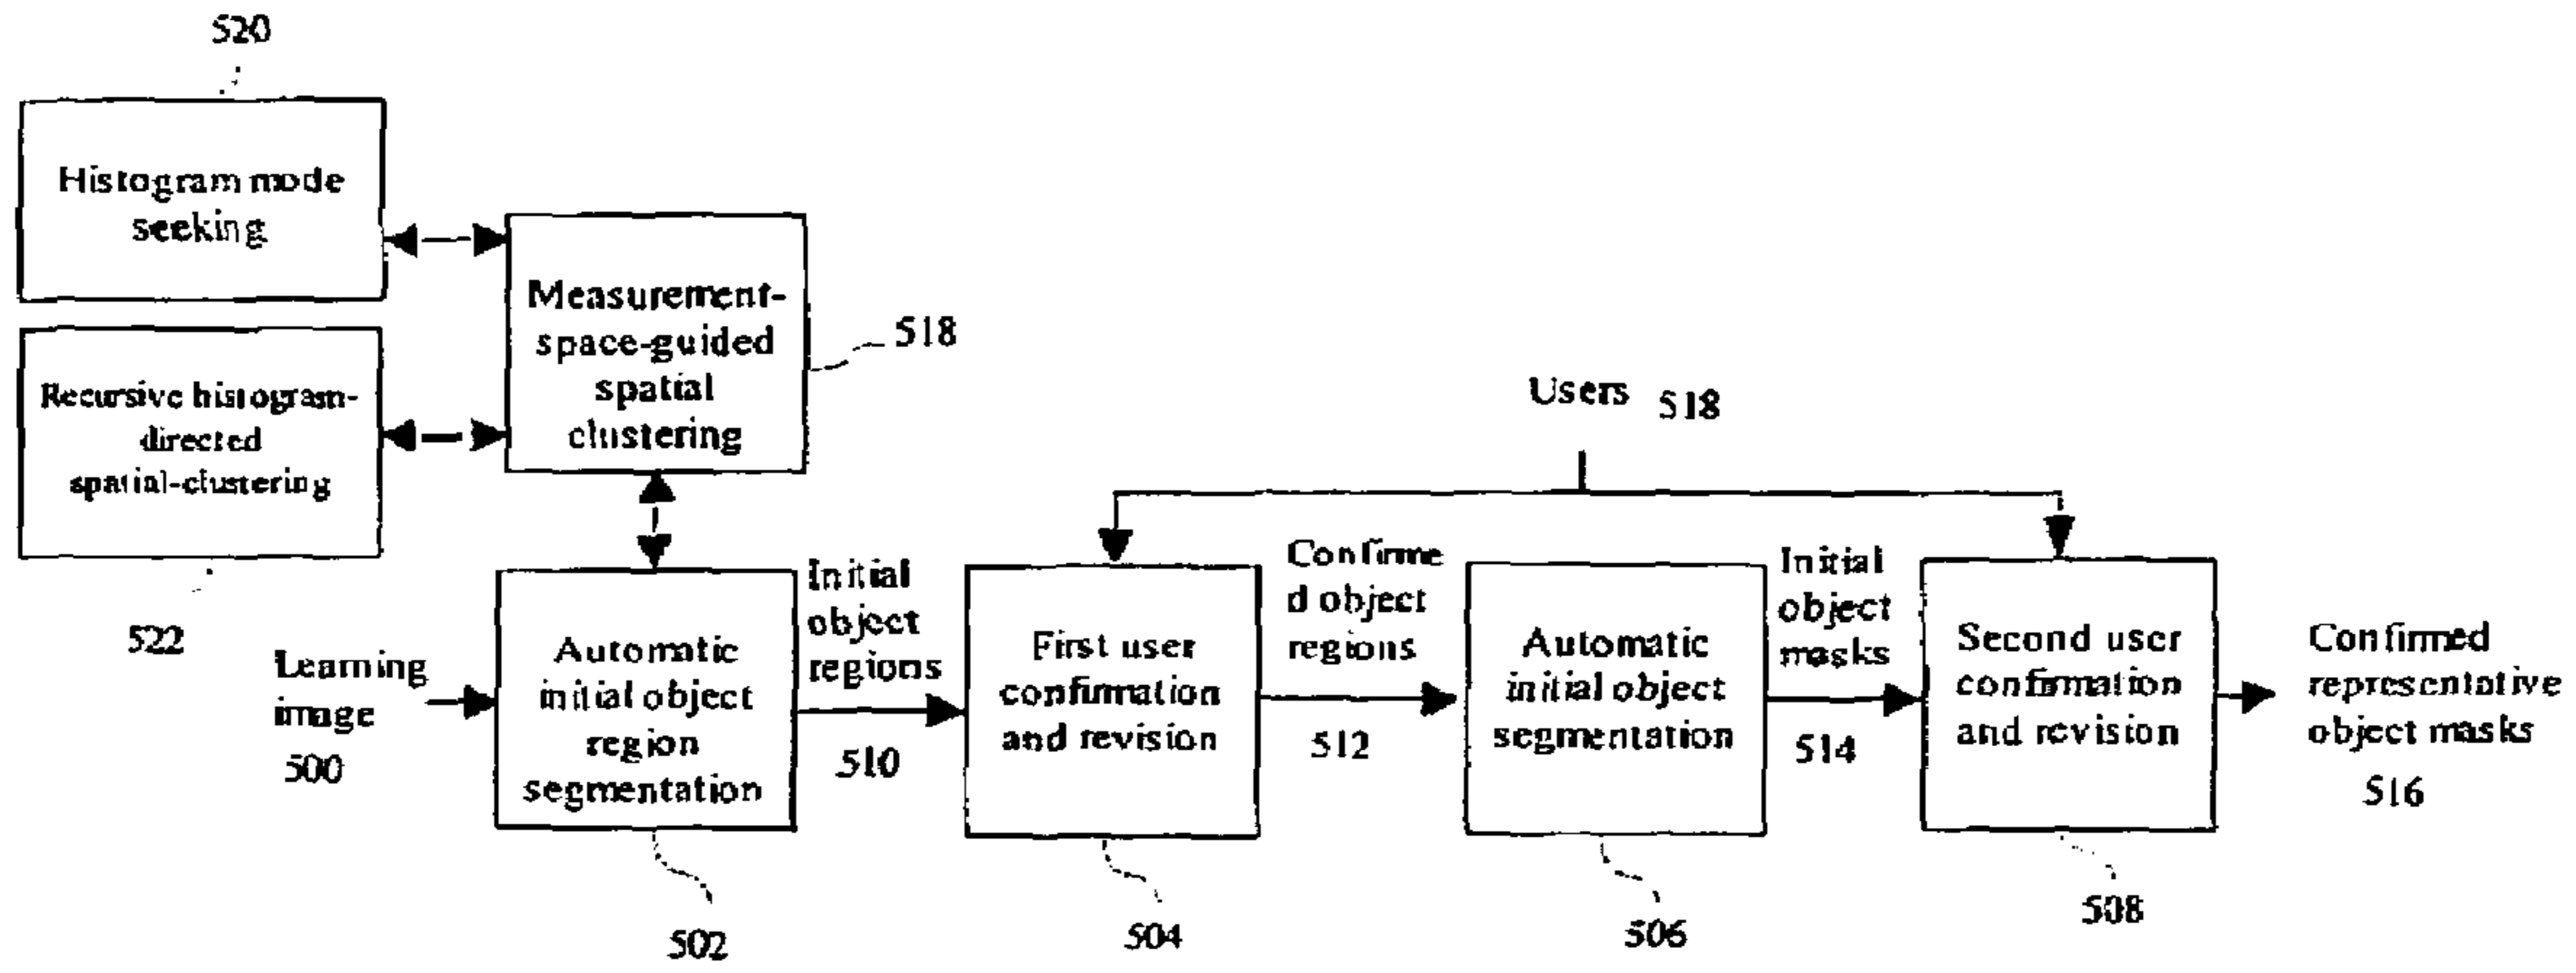 520
Histogram mode
seeking
Measurement-
space-guided
spatial
clustering
518
Recursive histogram-
directed
spatial-clustering
522
Users 518
Learning
image
500
Automatic
initial object
region
segmentation
502
Initial
object
regions
510
First user
confirmation
and revision
504
Confirme
d object
regions
512
Automatic
initial object
segmentation
506
Initial
object
masks
514
Second user
confirmation
and revision
508
Confirmed
representative
object masks
516